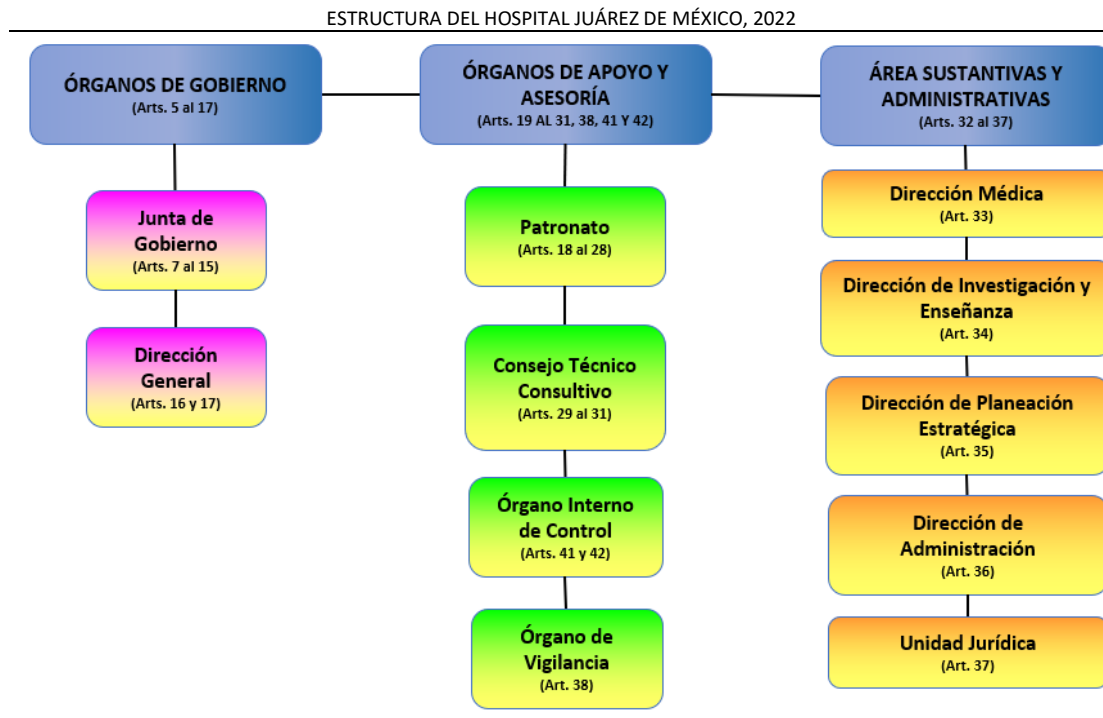 ESTRUCTURA DEL HOSPITAL JUÁREZ DE MÉXICO, 2022
ÓRGANOS DE GOBIERNO
(Arts. 5 al 17)
Junta de
Gobierno
(Arts. 7 al 15)
Dirección
General
(Arts. 16 y 17)
ÓRGANOS DE APOYO Y
ASESORÍA
(Arts. 19 AL 31, 38, 41 Y 42)
Patronato
(Arts. 18 al 28)
Consejo Técnico
Consultivo
(Arts. 29 al 31)
Órgano Interno
de Control
(Arts. 41 y 42)
Órgano de
Vigilancia
(Art. 38)
ÁREA SUSTANTIVAS Y
ADMINISTRATIVAS
(Arts. 32 al 37)
Dirección Médica
(Art. 33)
Dirección de Investigación y
Enseñanza
(Art. 34)
Dirección de Planeación
Estratégica
(Art. 35)
Dirección de
Administración
(Art. 36)
Unidad Jurídica
(Art. 37)